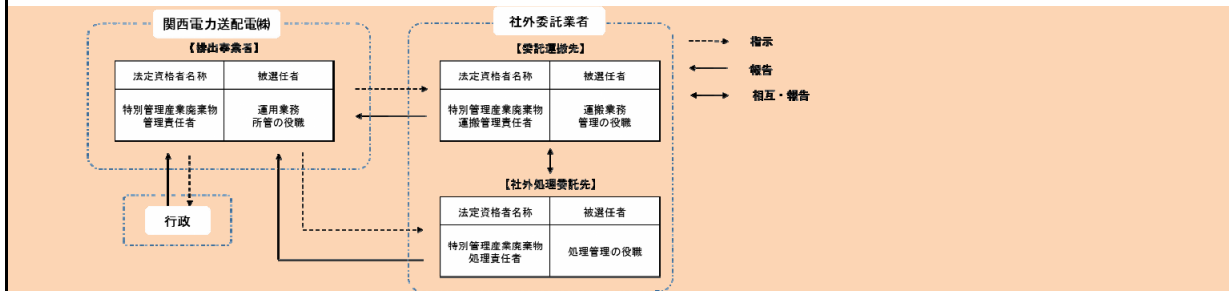 関西電力送配電㈱
【排出事業者】
法定資格者名称
被選任者
特別管理産業廃棄物
管理責任者
運用業務
所管の役職
行政
社外委託業者
【委託運搬先】
法定資格者名称
被選任者
特別管理産業廃棄物
運搬管理責任者
運搬業務
管理の役職
【社外処理委託先】
法定資格者名称
被選任者
特別管理産業廃棄物
処理責任者
処理管理の役職
指示
報告
相互・報告